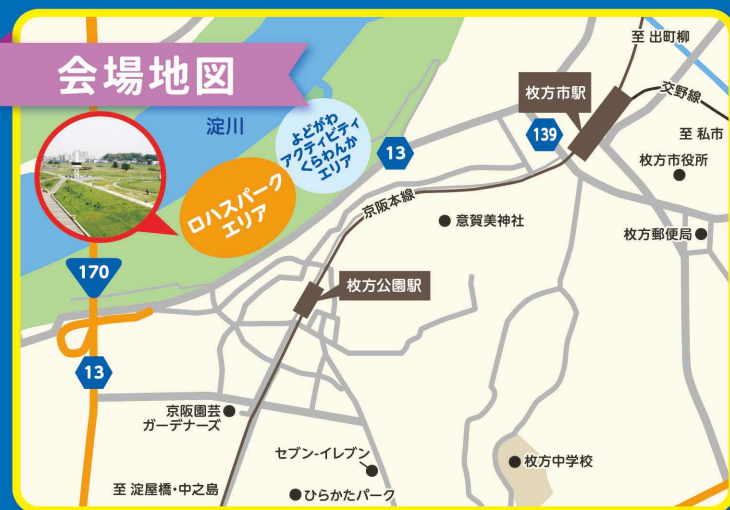 会場地図
至 出町柳
枚方市駅
交野線
淀川
よどがわ
アクティビティ
くらわんか
エリア
139
至 私市
13
枚方市役所
ロハスパーク
エリア
京阪本線
意賀美神社
枚方郵便局
170
枚方公園駅
13
京阪園芸
ガーデナーズ
セブン-イレブン
枚方中学校
至 淀屋橋・中之島
ひらかたパーク